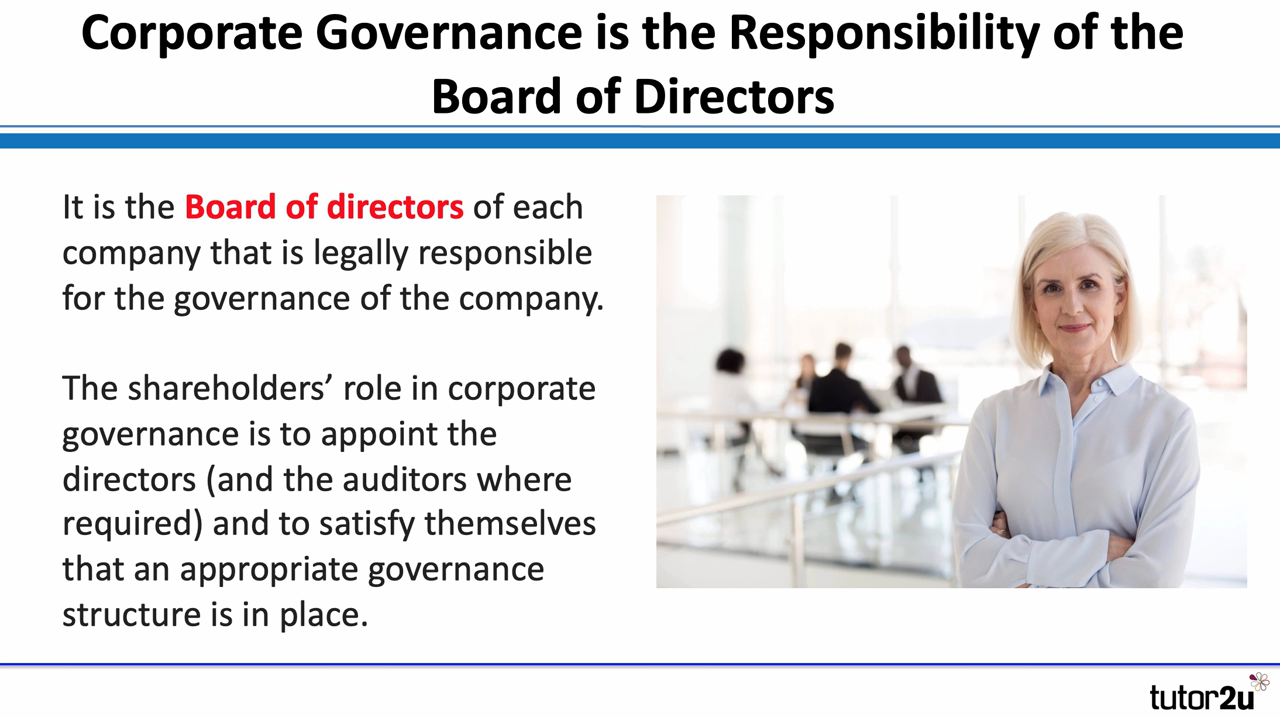 Corporate Governance is the Responsibility of the
Board of Directors
It is the Board of directors of each
company that is legally responsible
for the governance of the company.
The shareholders’ role in corporate
governance is to appoint the
directors (and the auditors where
required) and to satisfy themselves
that an appropriate governance
structure is in place.
tutor2u